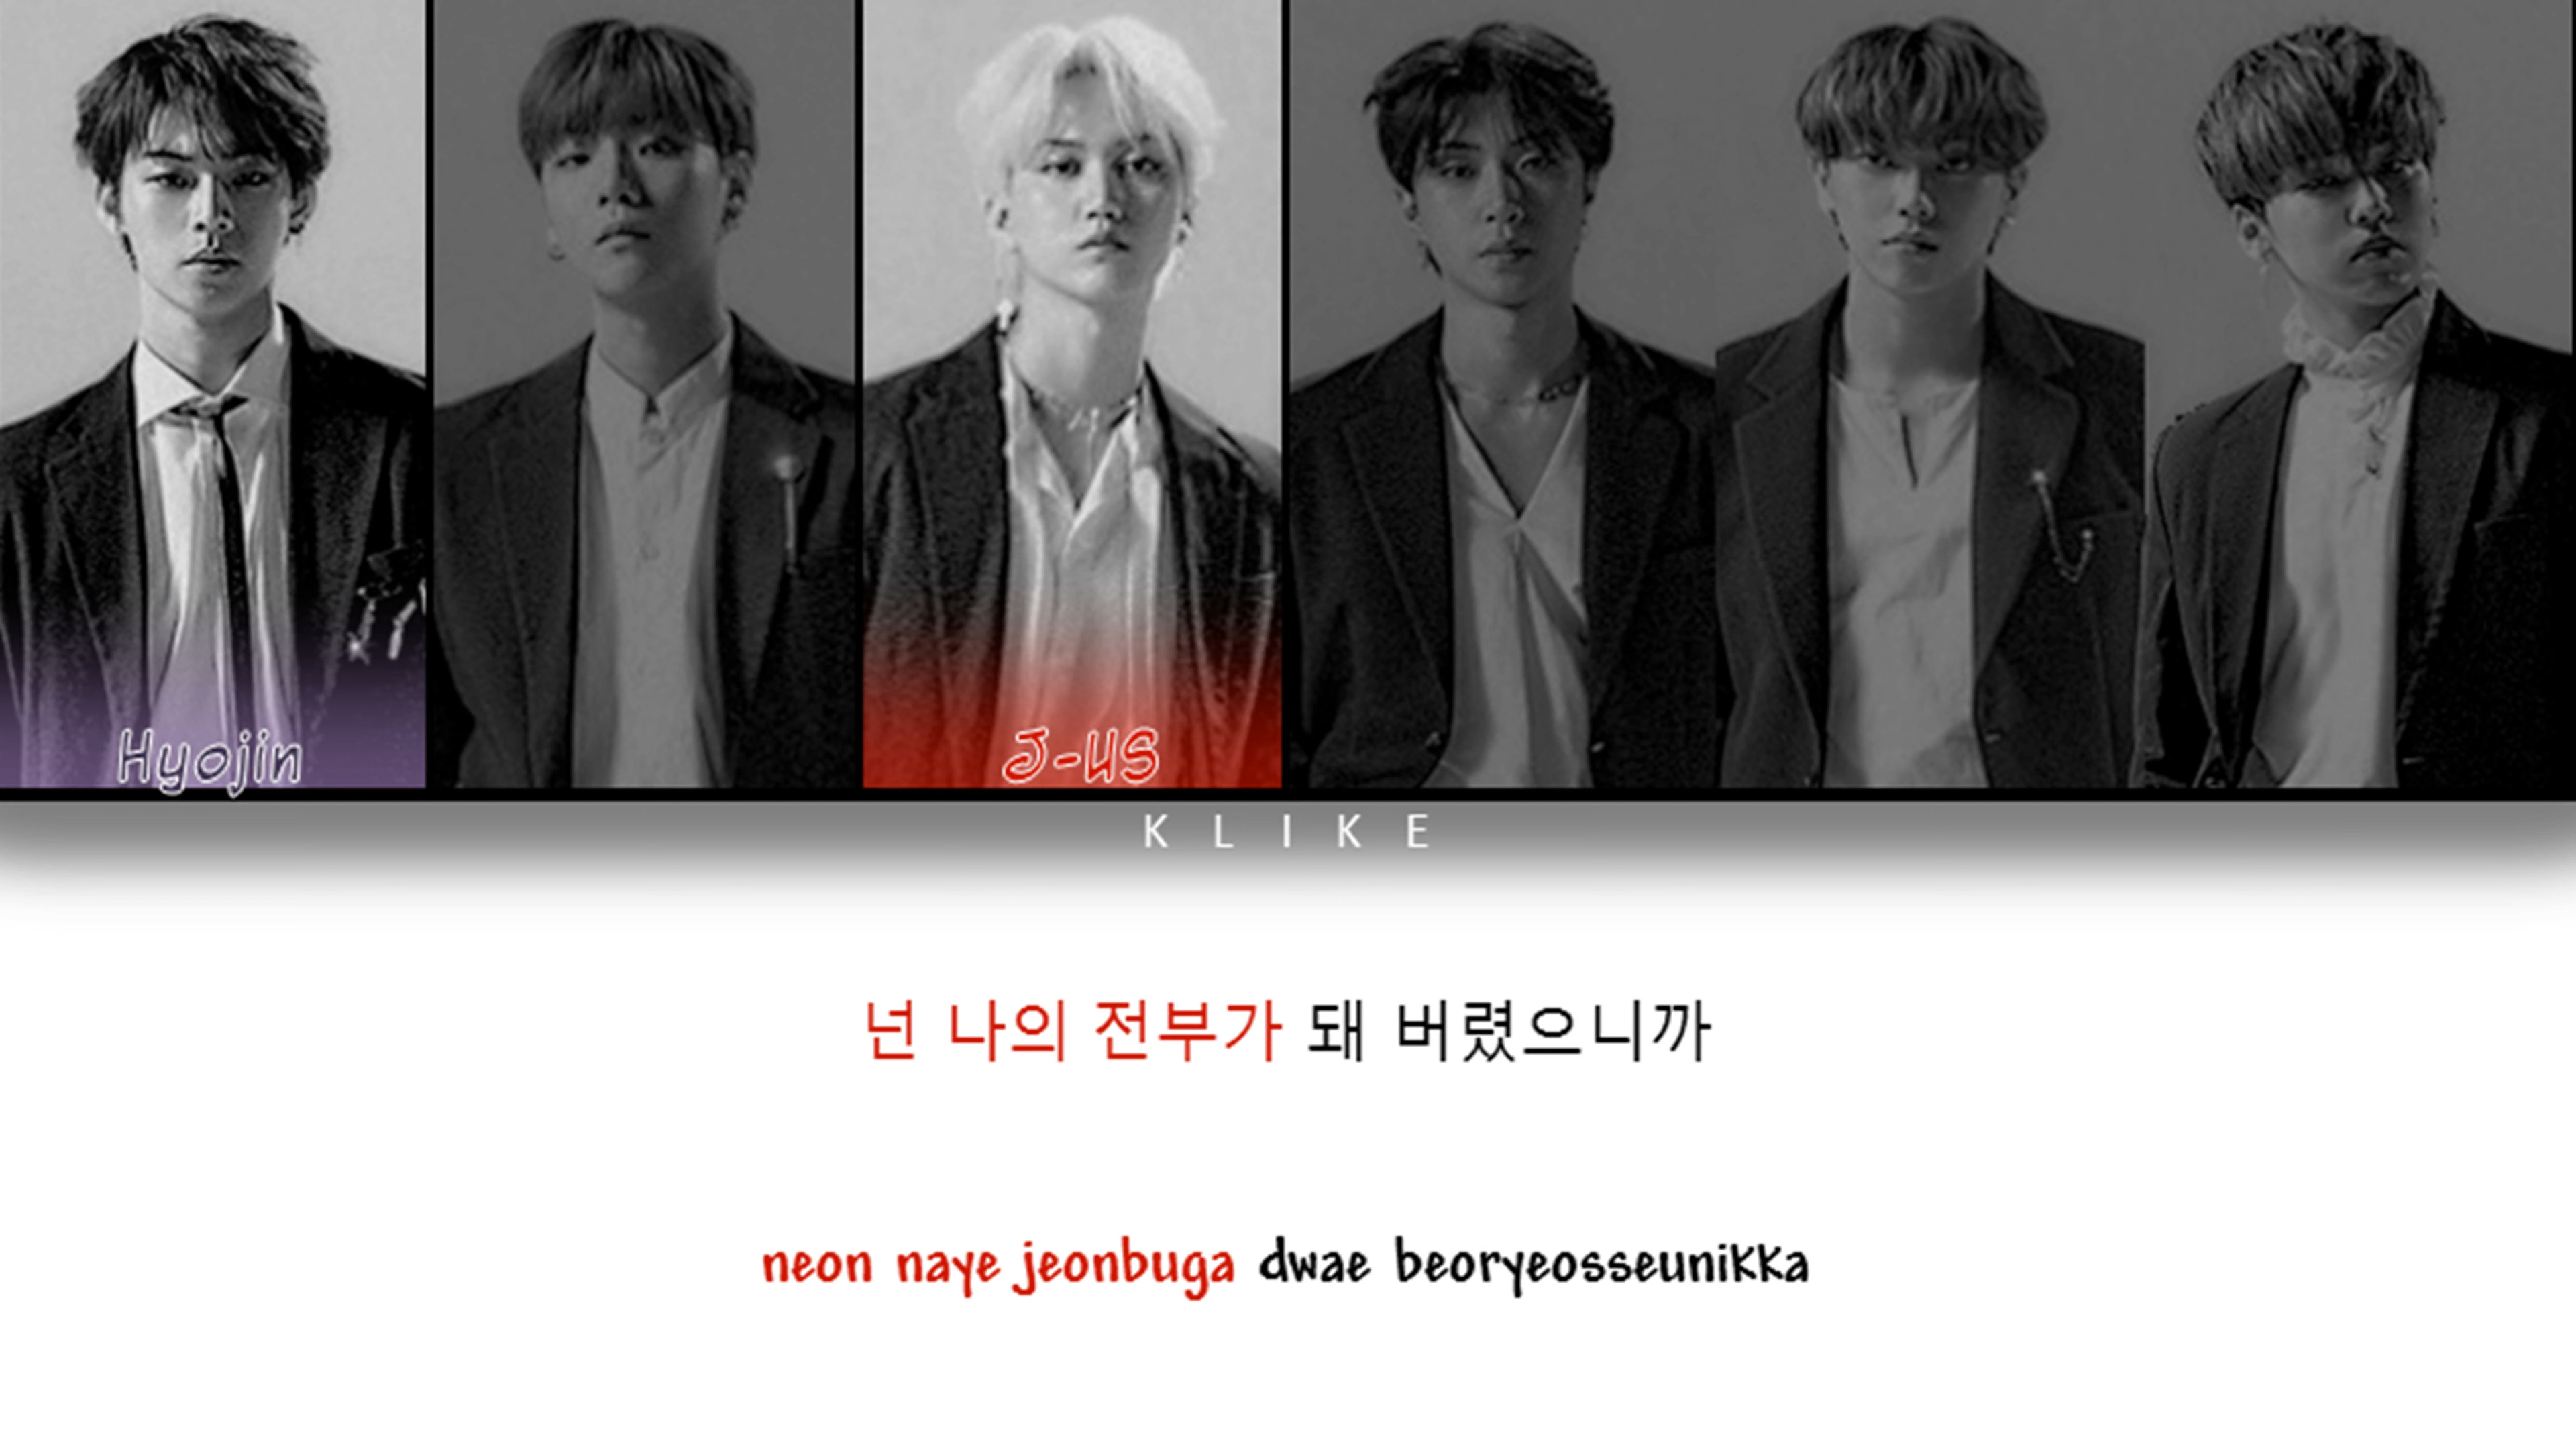 Hyojin
J-US
KLIKE
넌 나의 전부가 돼 버렸으니까
neon naye jeonbuga dwae beoryeosseunikka